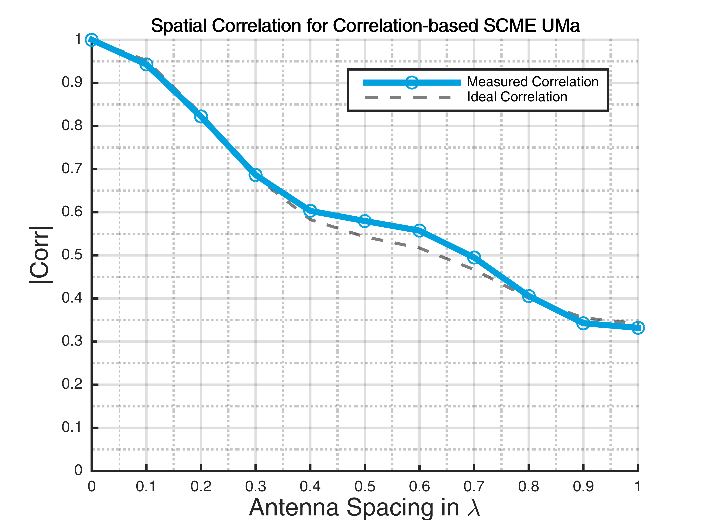 Spatial Correlation for Correlation-based SCME UMa
Measured Correlation
Ideal Correlation
1
0.9
0.8
0.7
0.6
0.5
0.4
0.3
0.2
0.1
0
|Corr|
0 0.1 0.2 0.3 0.4 0.5 0.6 0.7 0.8 0.9 1
Antenna Spacing in λ